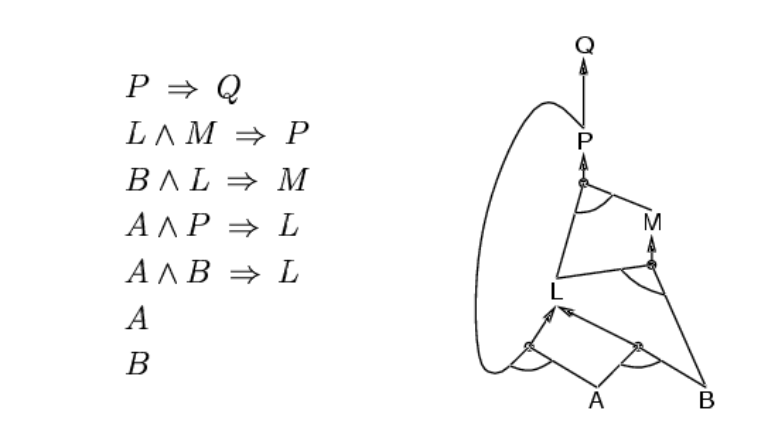 P ⇒ Q
L ∧ M ⇒ P
B ∧ L ⇒ M
A ∧ P ⇒ L
A ∧ B ⇒ L
A
B
Q
P
M
L
A
B